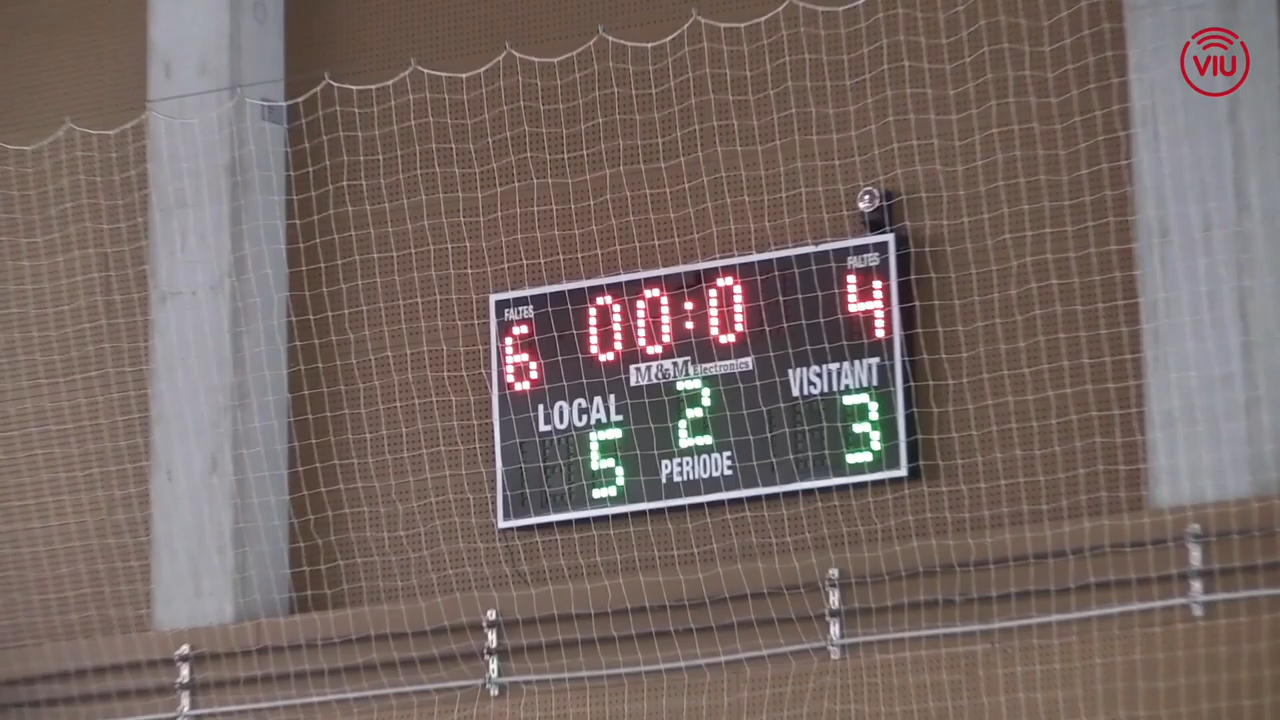 VIU
FALTES
FALTES
6
00:0
4
M&M Electronics
LOCAL
2
VISITANT
5
PERIODE
3